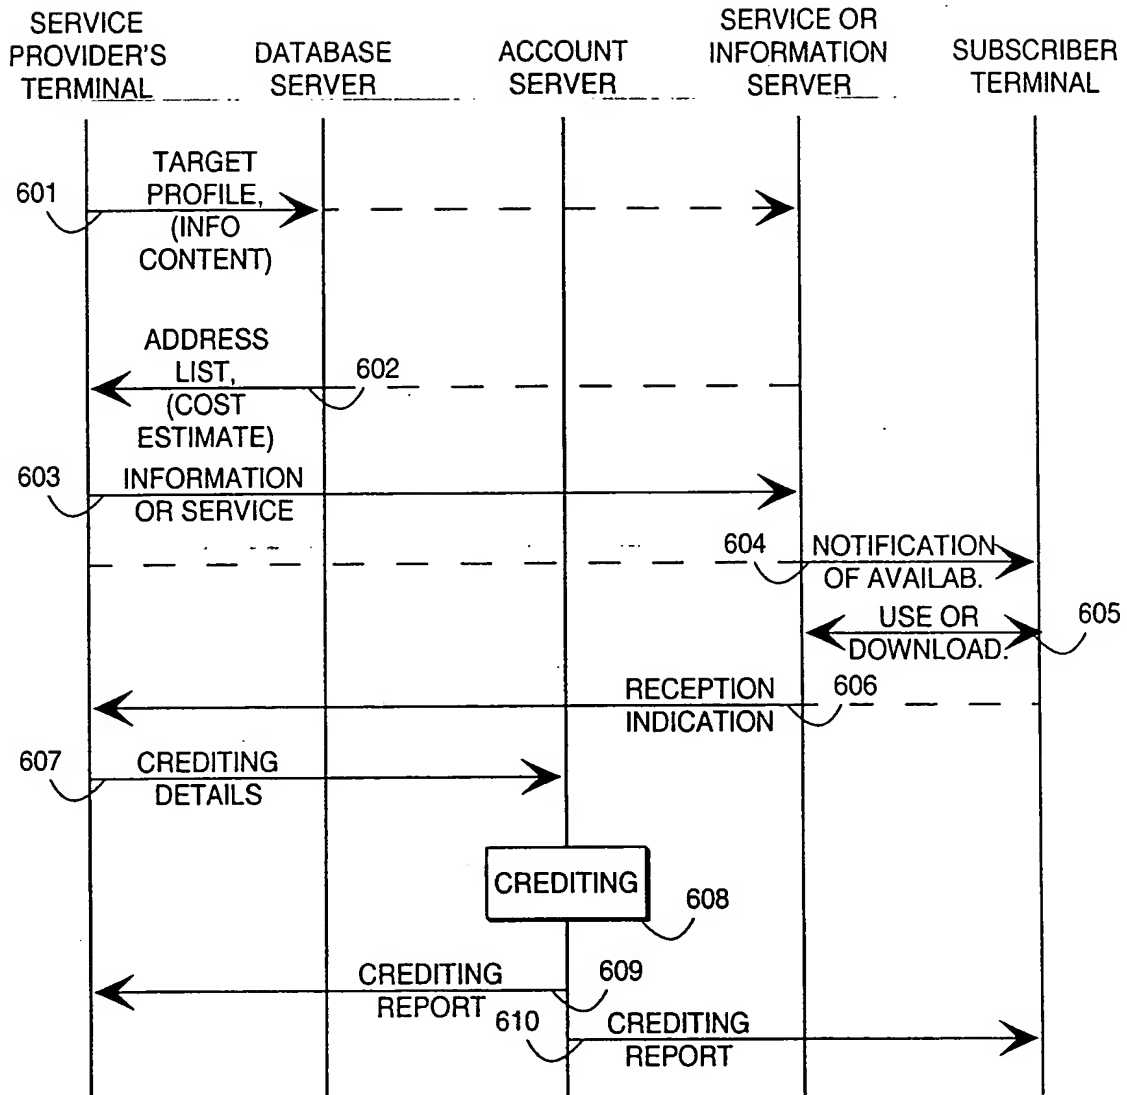 SERVICE
PROVIDER'S
TERMINAL
DATABASE
SERVER
ACCOUNT
SERVER
SERVICE OR
INFORMATION
SERVER
SUBSCRIBER
TERMINAL
601
TARGET
PROFILE,
(INFO
CONTENT)
ADDRESS
LIST,
(COST
ESTIMATE)
602
603
INFORMATION
OR SERVICE
604
NOTIFICATION
OF AVAILAB.
USE OR
DOWNLOAD.
605
RECEPTION
INDICATION
606
607
CREDITING
DETAILS
CREDITING
608
CREDITING
REPORT
609
610
CREDITING
REPORT